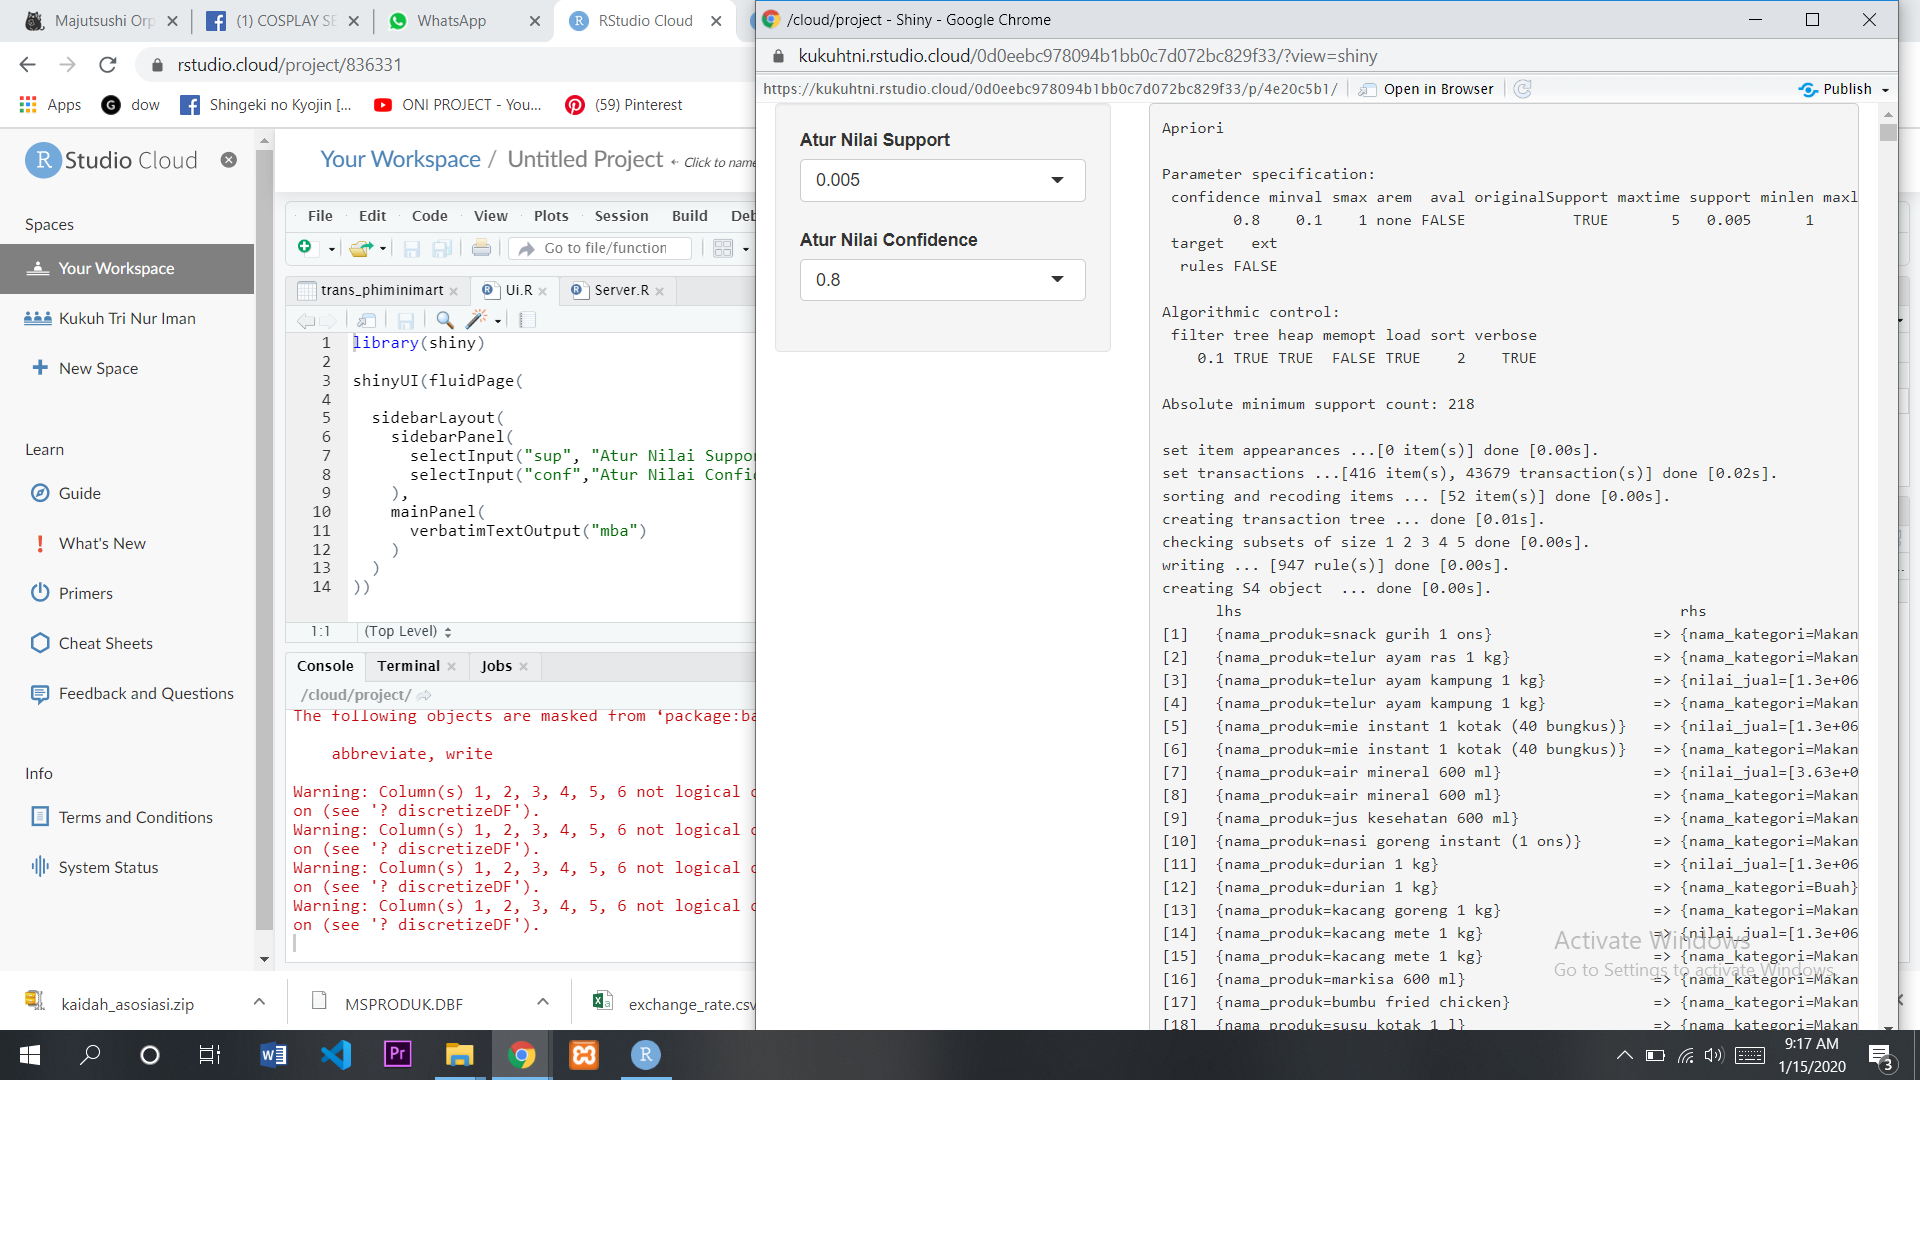 Majutsushi Orp
(1) COSPLAY SE
WhatsApp
RStudio Cloud
/cloud/project - Shiny - Google Chrome
rstudio.cloud/project/836331
kukuhtni.rstudio.cloud/0d0eebc978094b1bb0c7d072bc829f33/?view=shiny
Apps
dow
Shingeki no Kyojin [...
ONI PROJECT - You...
(59) Pinterest
https://kukuhtni.rstudio.cloud/0d0eebc978094b1bb0c7d072bc829f33/p/4e20c5b1/
Open in Browser
Publish
R Studio Cloud
Spaces
Your Workspace
Kukuh Tri Nur Iman
New Space
Learn
Guide
What's New
Primers
Cheat Sheets
Feedback and Questions
Info
Terms and Conditions
System Status
Your Workspace / Untitled Project
Click to name
File Edit Code View Plots Session Build Deb
Go to file/function
trans_phiminimart
Ui.R
Server.R
1 library(shiny)
2
3 shinyUI(fluidPage(
4
5 sidebarLayout(
6 sidebarPanel(
7 selectInput("sup", "Atur Nilai Suppo
8 selectInput("conf","Atur Nilai Confi
9 ),
10 mainPanel(
11 verbatimTextOutput("mba")
12 )
13 )
14 ))
1:1 (Top Level)
Console Terminal Jobs
/cloud/project/
The following objects are masked from ‘package:ba
abbreviate, write
Warning: Column(s) 1, 2, 3, 4, 5, 6 not logical o
on (see '? discretizeDF').
Warning: Column(s) 1, 2, 3, 4, 5, 6 not logical o
on (see '? discretizeDF').
Warning: Column(s) 1, 2, 3, 4, 5, 6 not logical o
on (see '? discretizeDF').
Warning: Column(s) 1, 2, 3, 4, 5, 6 not logical o
on (see '? discretizeDF').
Atur Nilai Support
0.005
Atur Nilai Confidence
0.8
Apriori
Parameter specification:
confidence minval smax arem aval originalSupport maxtime support minlen maxl
0.8 0.1 1 none FALSE TRUE 5 0.005 1
target ext
rules FALSE
Algorithmic control:
filter tree heap memopt load sort verbose
0.1 TRUE TRUE FALSE TRUE 2 TRUE
Absolute minimum support count: 218
set item appearances ...[0 item(s)] done [0.00s].
set transactions ...[416 item(s), 43679 transaction(s)] done [0.02s].
sorting and recoding items ... [52 item(s)] done [0.00s].
creating transaction tree ... done [0.01s].
checking subsets of size 1 2 3 4 5 done [0.00s].
writing ... [947 rule(s)] done [0.00s].
creating S4 object ... done [0.00s].
lhs rhs
[1] {nama_produk=snack gurih 1 ons} => {nama_kategori=Makan
[2] {nama_produk=telur ayam ras 1 kg} => {nama_kategori=Makan
[3] {nama_produk=telur ayam kampung 1 kg} => {nilai_jual=[1.3e+06
[4] {nama_produk=telur ayam kampung 1 kg} => {nama_kategori=Makan
[5] {nama_produk=mie instant 1 kotak (40 bungkus)} => {nilai_jual=[1.3e+06
[6] {nama_produk=mie instant 1 kotak (40 bungkus)} => {nama_kategori=Makan
[7] {nama_produk=air mineral 600 ml} => {nilai_jual=[3.63e+0
[8] {nama_produk=air mineral 600 ml} => {nama_kategori=Makan
[9] {nama_produk=jus kesehatan 600 ml} => {nama_kategori=Makan
[10] {nama_produk=nasi goreng instant (1 ons)} => {nama_kategori=Makan
[11] {nama_produk=durian 1 kg} => {nilai_jual=[1.3e+06
[12] {nama_produk=durian 1 kg} => {nama_kategori=Buah}
[13] {nama_produk=kacang goreng 1 kg} => {nama_kategori=Makan
[14] {nama_produk=kacang mete 1 kg} => {nilai_jual=[1.3e+06
[15] {nama_produk=kacang mete 1 kg} => {nama_kategori=Makan
[16] {nama_produk=markisa 600 ml} => {nama_kategori=Makan
[17] {nama_produk=bumbu fried chicken} => {nama_kategori=Makan
[18] {nama_produk=susu kotak 1 l} => {nama_kategori=Makan
Activate Windows
Go to Settings to activate Windows.
kaidah_asosiasi.zip
MSPRODUK.DBF
exchange_rate.csv
9:17 AM
1/15/2020
3